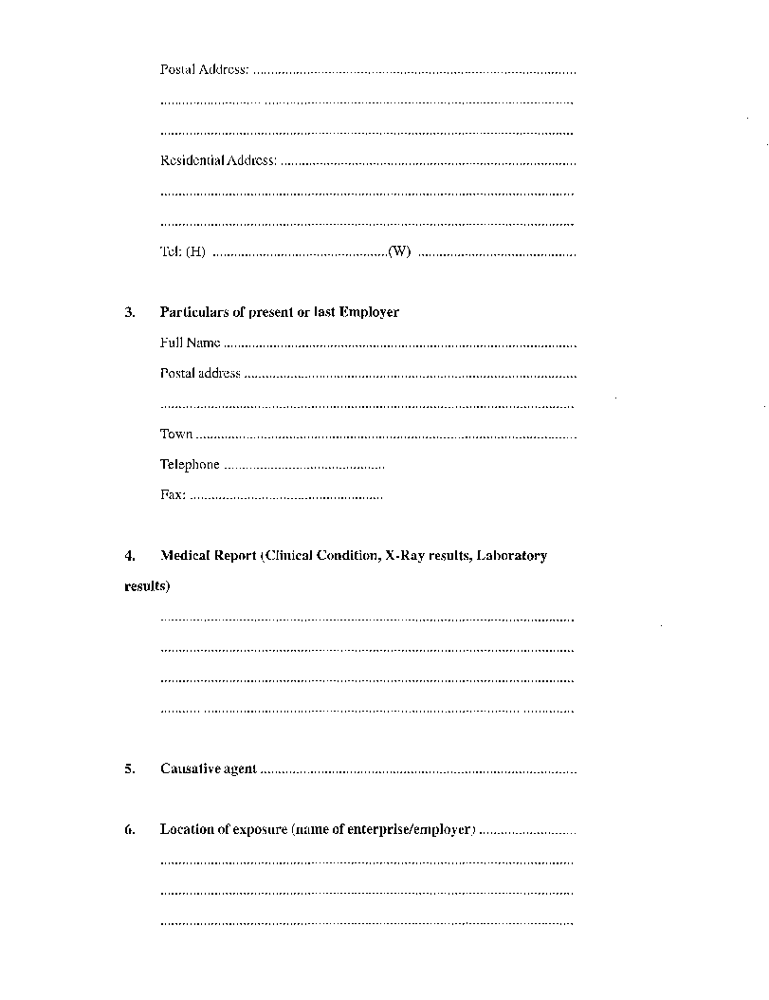 Postal Address: ..........................................................................................
...................................................................................................................
...................................................................................................................
Residential Address: ..................................................................................
...................................................................................................................
...................................................................................................................
Tel: (H) .................................................(W) ............................................
3. Particulars of present or last Employer
Full Name ..................................................................................................
Postal address ............................................................................................
...................................................................................................................
Town ..........................................................................................................
Telephone .............................................
Fax: ......................................................
4. Medical Report (Clinical Condition, X-Ray results, Laboratory
results)
...................................................................................................................
...................................................................................................................
...................................................................................................................
...................................................................................................................
5. Causative agent ........................................................................................
6. Location of exposure (name of enterprise/employer) ...........................
...................................................................................................................
...................................................................................................................
...................................................................................................................